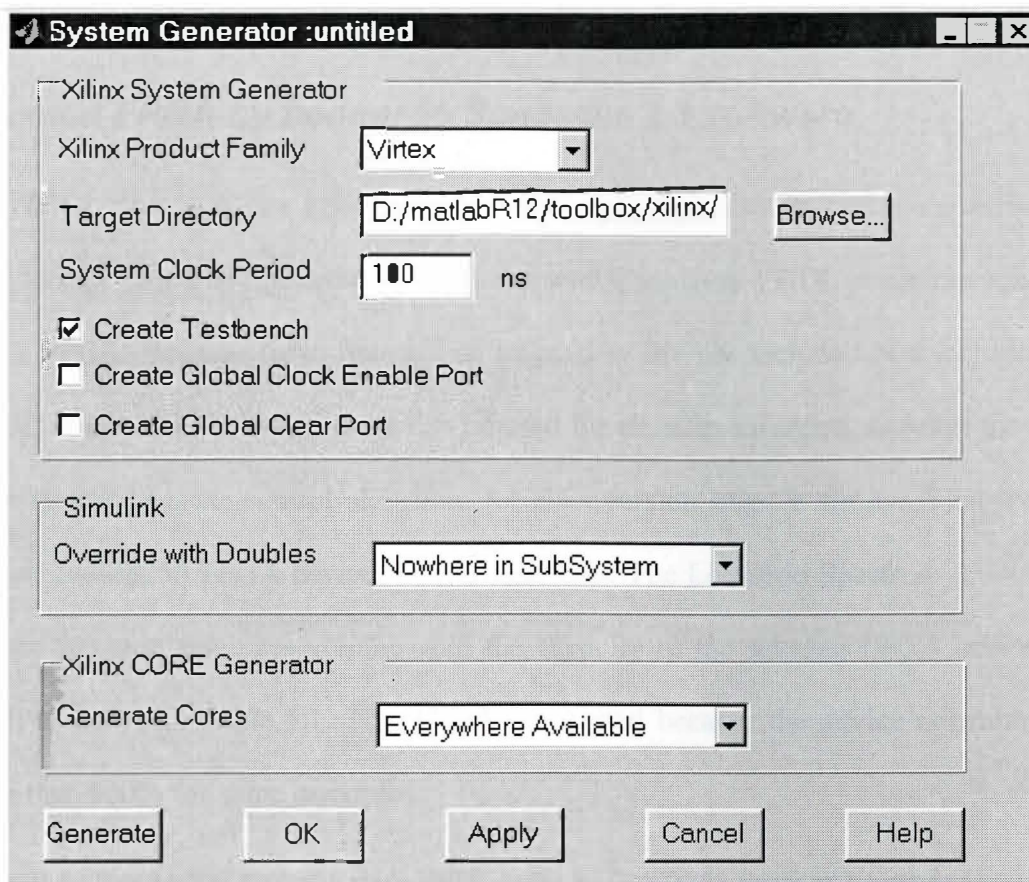 System Generator :untitled
Xilinx System Generator
Xilinx Product Family Virtex
Target Directory D:/matlabR12/toolbox/xilinx/ Browse...
System Clock Period 100 ns
Create Testbench
Create Global Clock Enable Port
Create Global Clear Port
Simulink
Override with Doubles Nowhere in SubSystem
Xilinx CORE Generator
Generate Cores Everywhere Available
Generate OK Apply Cancel Help